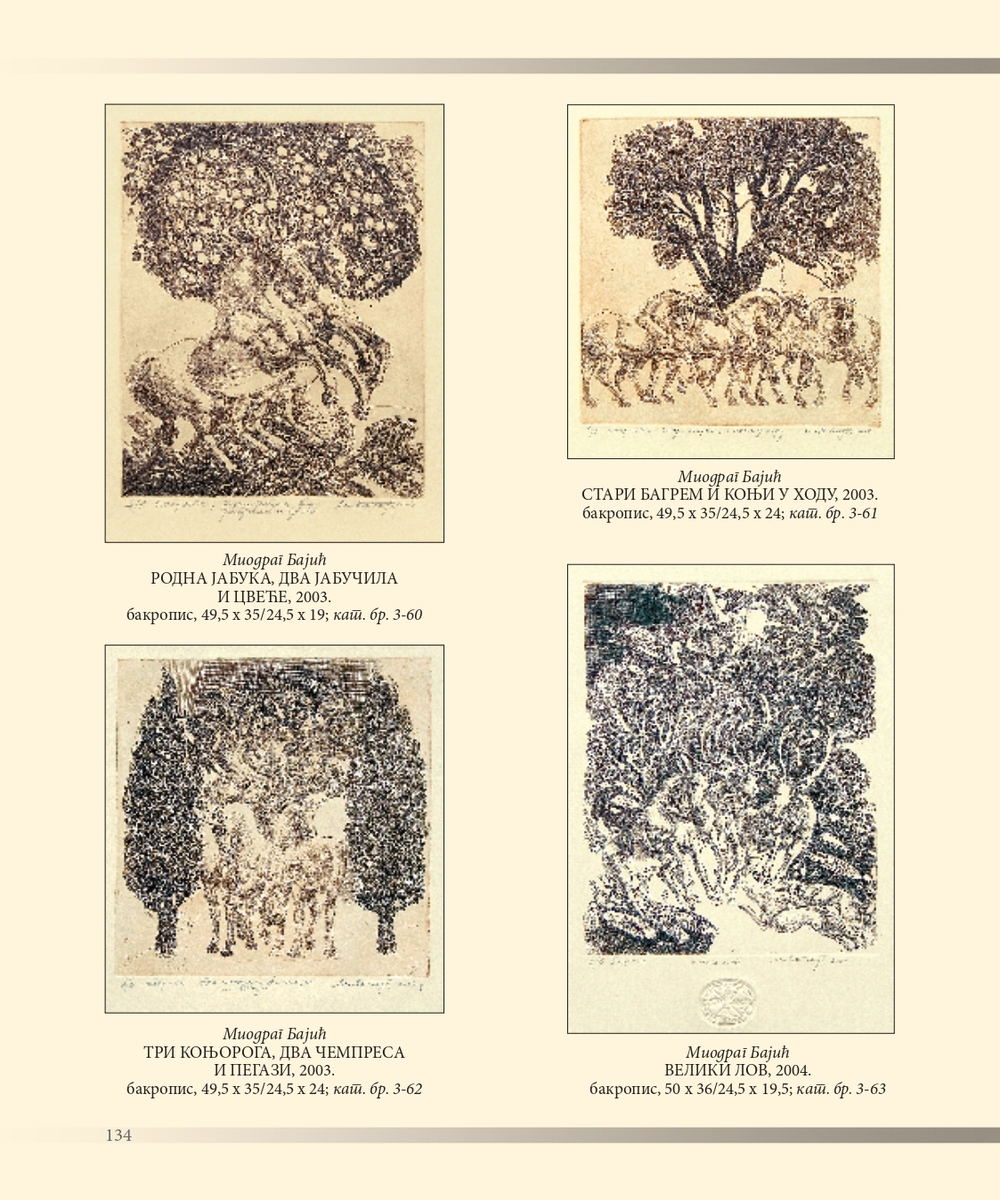 Миодраг Бајић
РОДНА ЈАБУКА, ДВА ЈАБУЧИЛА
И ЦВЕЋЕ, 2003.
бакропис, 49,5 x 35/24,5 x 19; кат. бр. 3-60
Миодраг Бајић
ТРИ КОЊОРОГА, ДВА ЧЕМПРЕСА
И ПЕГАЗИ, 2003.
бакропис, 49,5 x 35/24,5 x 24; кат. бр. 3-62
Миодраг Бајић
СТАРИ БАГРЕМ И КОЊИ У ХОДУ, 2003.
бакропис, 49,5 x 35/24,5 x 24; кат. бр. 3-61
Миодраг Бајић
ВЕЛИКИ ЛОВ, 2004.
бакропис, 50 x 36/24,5 x 19,5; кат. бр. 3-63
134